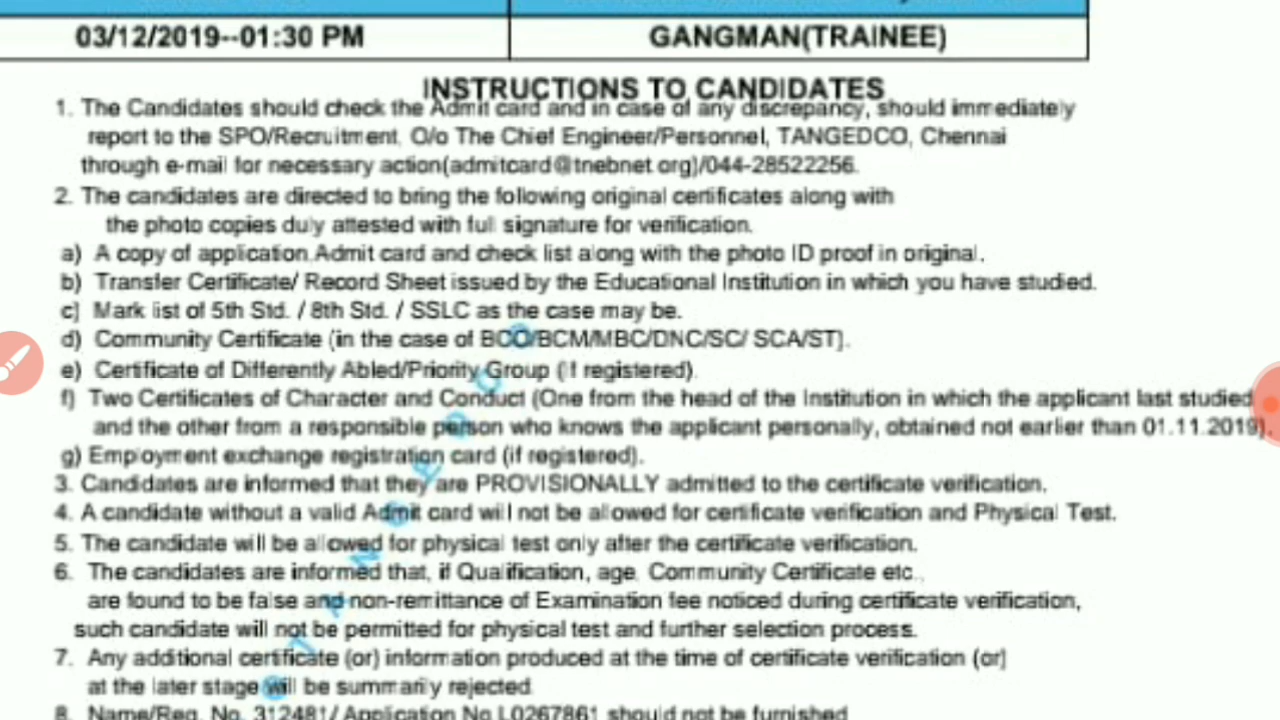 03/12/2019--01:30 PM
GANGMAN(TRAINEE)
INSTRUCTIONS TO CANDIDATES
1. The Candidates should check the Admit card and in case of any discrepancy, should immediately
report to the SPO/Recruitment, O/o The Chief Engineer/Personnel, TANGEDCO, Chennai
through e-mail for necessary action(admitcard@tnebnet.org)/044-28522256.
2. The candidates are directed to bring the following original certificates along with
the photo copies duly attested with full signature for verification.
a) A copy of application,Admit card and check list along with the photo ID proof in original.
b) Transfer Certificate/ Record Sheet issued by the Educational Institution in which you have studied.
c) Mark list of 5th Std. / 8th Std. / SSLC as the case may be.
d) Community Certificate (in the case of BCO/BCM/MBC/DNC/SC/ SCA/ST).
e) Certificate of Differently Abled/Priority Group (if registered).
f) Two Certificates of Character and Conduct (One from the head of the Institution in which the applicant last studied
and the other from a responsible person who knows the applicant personally, obtained not earlier than 01.11.2019).
g) Employment exchange registration card (if registered).
3. Candidates are informed that they are PROVISIONALLY admitted to the certificate verification.
4. A candidate without a valid Admit card will not be allowed for certificate verification and Physical Test.
5. The candidate will be allowed for physical test only after the certificate verification.
6. The candidates are informed that, if Qualification, age, Community Certificate etc.,
are found to be false and non-remittance of Examination fee noticed during certificate verification,
such candidate will not be permitted for physical test and further selection process.
7. Any additional certificate (or) information produced at the time of certificate verification (or)
at the later stage will be summarily rejected
8. Name/Reg. No. 312481/ Application No L0267861 should not be furnished
TANGEDCO